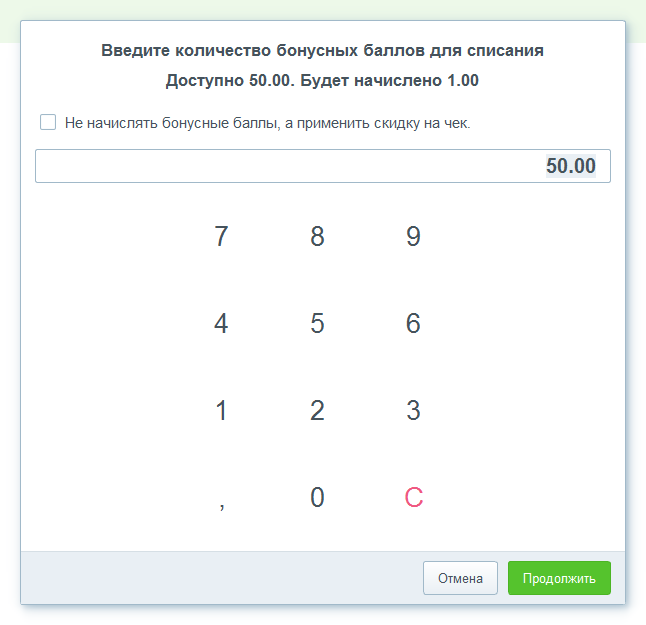 Введите количество бонусных баллов для списания
Доступно 50.00. Будет начислено 1.00
Не начислять бонусные баллы, а применить скидку на чек.
50.00
7 8 9
4 5 6
1 2 3
, 0 C
Отмена Продолжить